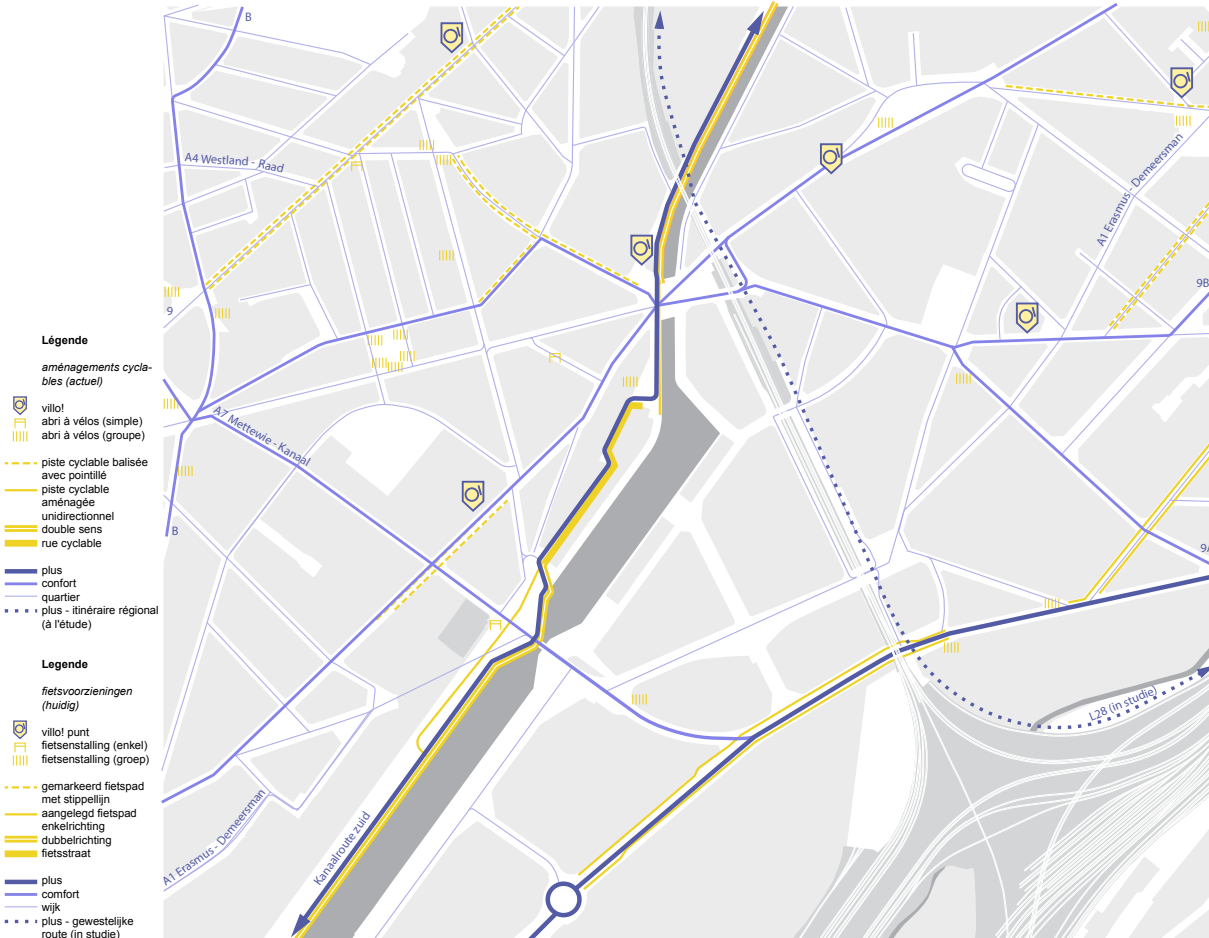 B
A4 Westland - Raad
A1 Erasmus - Demeersman
9
9B
Légende
aménagements cycla-
bles (actuel)
villo!
abri à vélos (simple)
abri à vélos (groupe)
piste cyclable balisée
avec pointillé
piste cyclable
aménagée
unidirectionnel
double sens
rue cyclable
plus
confort
quartier
plus - itinéraire régional
(à l'étude)
A7 Mettewie - Kanaal
B
9A
Legende
fietsvoorzieningen
(huidig)
villo! punt
fietsenstalling (enkel)
fietsenstalling (groep)
gemarkeerd fietspad
met stippellijn
aangelegd fietspad
enkelrichting
dubbelrichting
fietsstraat
plus
comfort
wijk
plus - gewestelijke
route (in studie)
L28 (in studie)
A1 Erasmus - Demeersman
Kanaalroute zuid